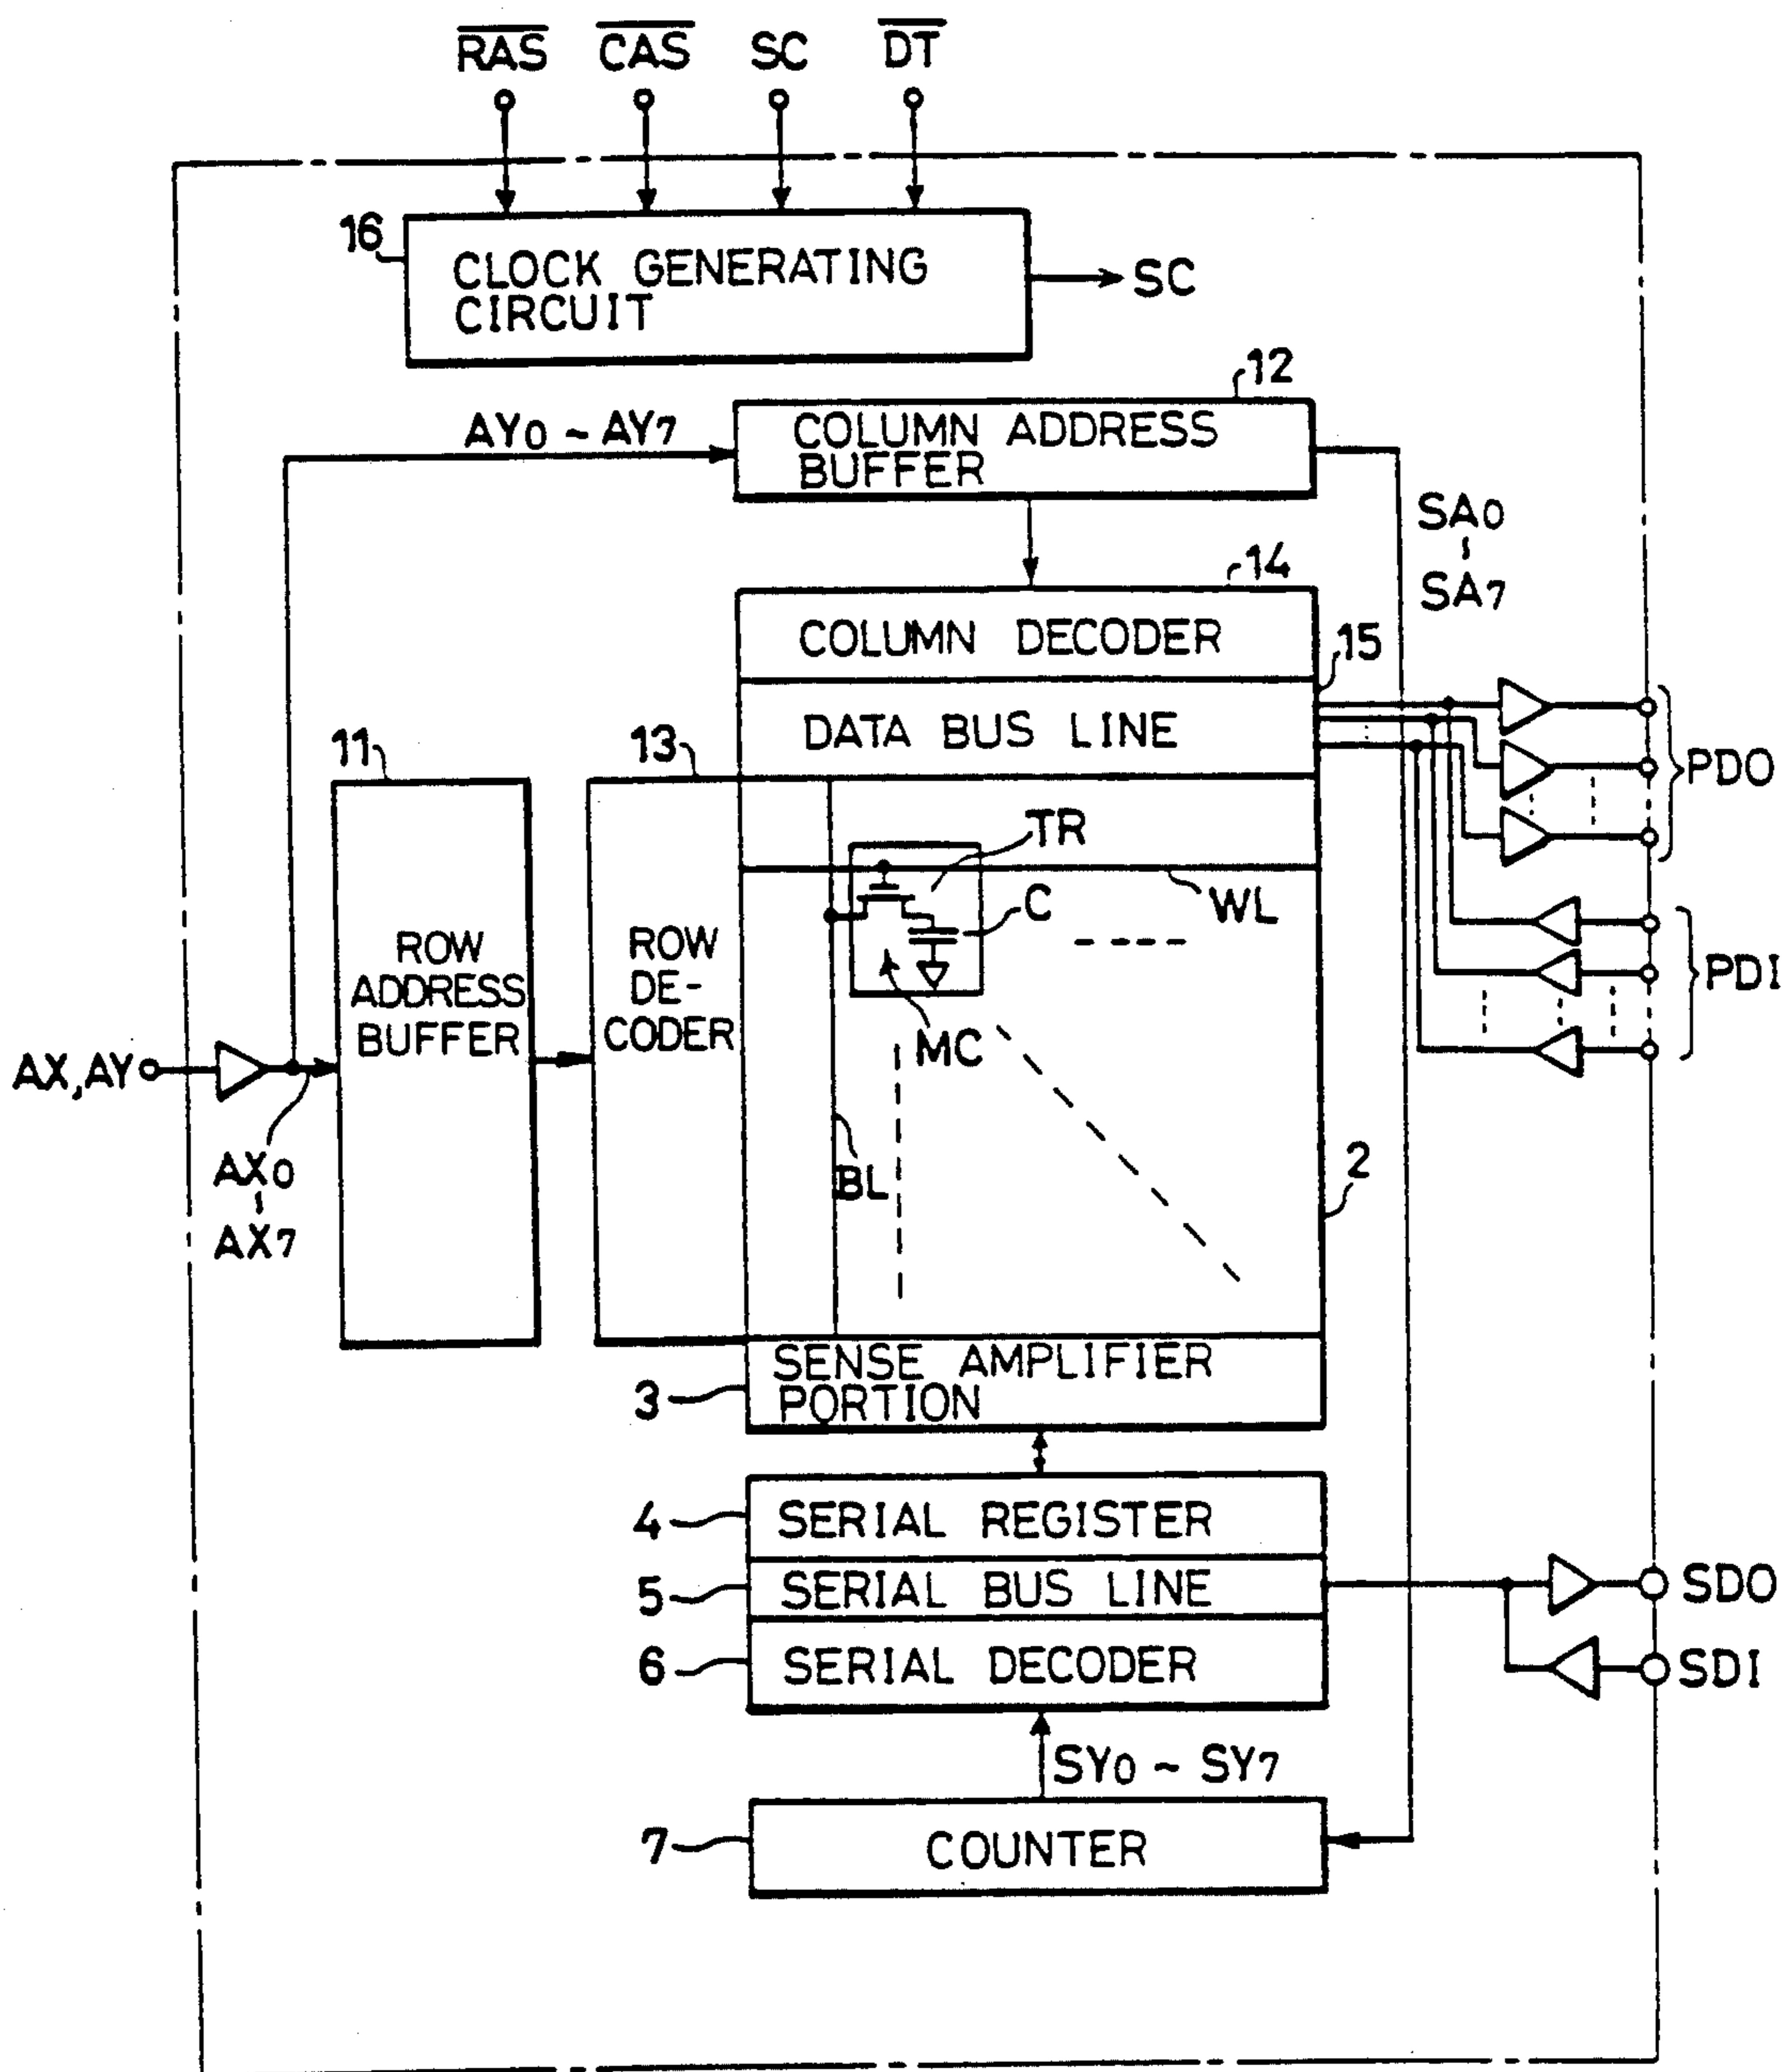 RAS CAS SC DT
16
CLOCK GENERATING
CIRCUIT
SC
12
AY0 ~ AY7
COLUMN ADDRESS
BUFFER
SA0
~
SA7
14
COLUMN DECODER
15
DATA BUS LINE
PDO
11
13
TR
C
WL
MC
PDI
ROW
ADDRESS
BUFFER
ROW
DE-
CODER
AX,AY
AX0
~
AX7
BL
2
3
SENSE AMPLIFIER
PORTION
4
SERIAL REGISTER
5
SERIAL BUS LINE
SDO
6
SERIAL DECODER
SDI
SY0 ~ SY7
7
COUNTER